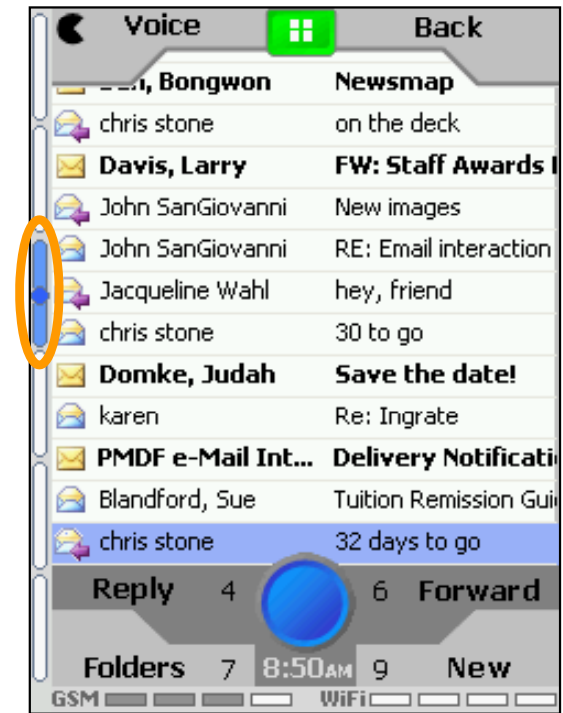 Voice Back
Bongwon Newsmap
chris stone on the deck
Davis, Larry FW: Staff Awards
John SanGiovanni New images
John SanGiovanni RE: Email interaction
Jacqueline Wahl hey, friend
chris stone 30 to go
Domke, Judah Save the date!
karen Re: Ingrate
PMDF e-Mail Int... Delivery Notificati
Blandford, Sue Tuition Remission Gui
chris stone 32 days to go
Reply 4 6 Forward
Folders 7 8:50AM 9 New
GSM WiFi